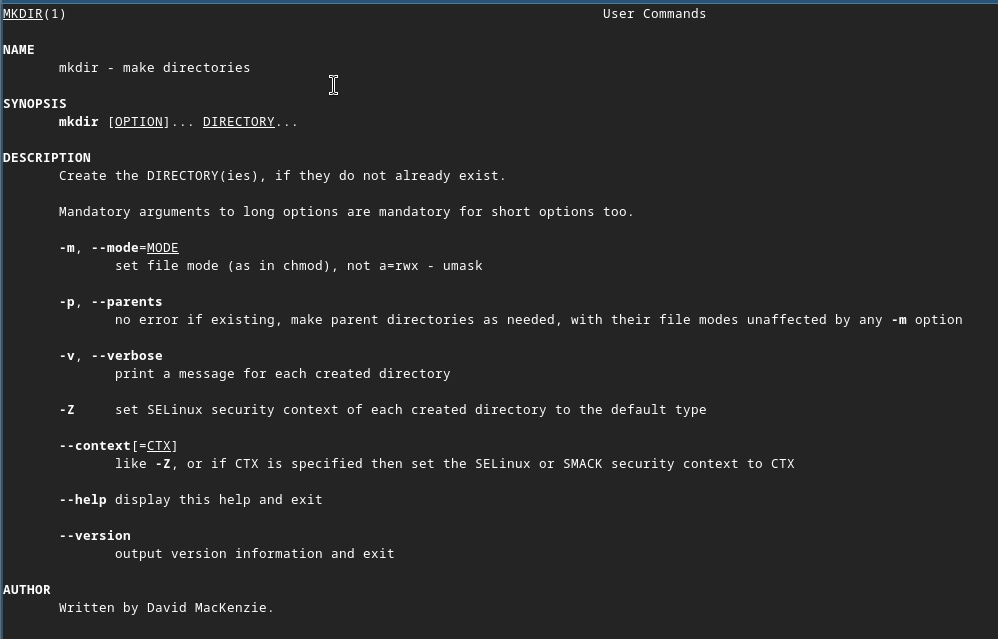 MKDIR(1) User Commands
NAME
mkdir - make directories
SYNOPSIS
mkdir [OPTION]... DIRECTORY...
DESCRIPTION
Create the DIRECTORY(ies), if they do not already exist.
Mandatory arguments to long options are mandatory for short options too.
-m, --mode=MODE
set file mode (as in chmod), not a=rwx - umask
-p, --parents
no error if existing, make parent directories as needed, with their file modes unaffected by any -m option
-v, --verbose
print a message for each created directory
-Z set SELinux security context of each created directory to the default type
--context[=CTX]
like -Z, or if CTX is specified then set the SELinux or SMACK security context to CTX
--help display this help and exit
--version
output version information and exit
AUTHOR
Written by David MacKenzie.